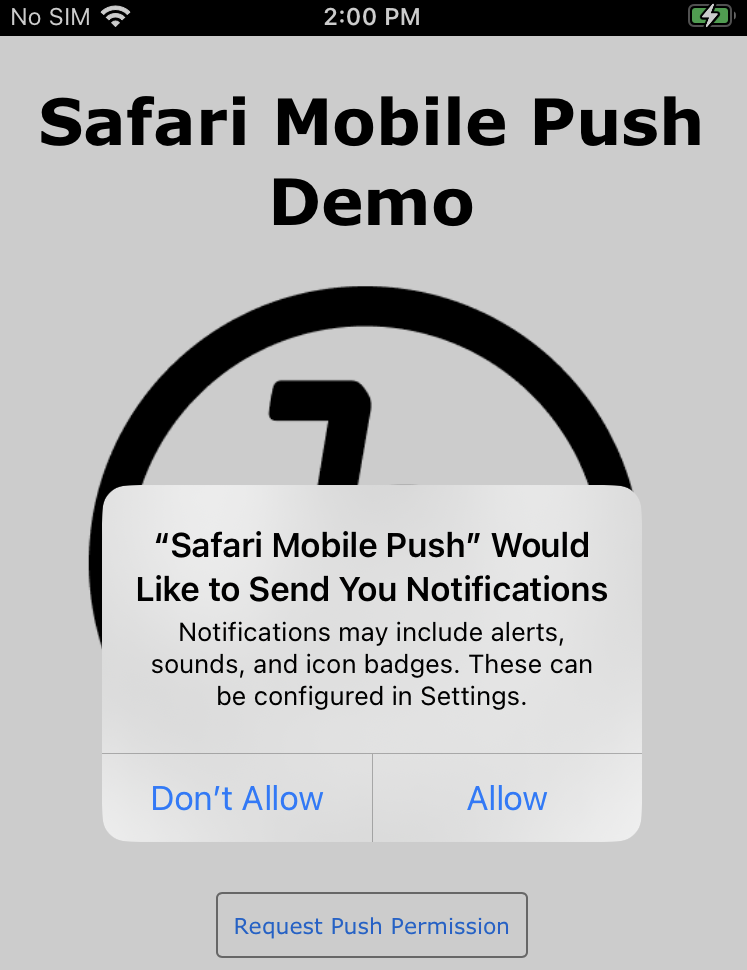 No SIM 2:00 PM
Safari Mobile Push
Demo
“Safari Mobile Push” Would
Like to Send You Notifications
Notifications may include alerts,
sounds, and icon badges. These can
be configured in Settings.
Don’t Allow Allow
Request Push Permission